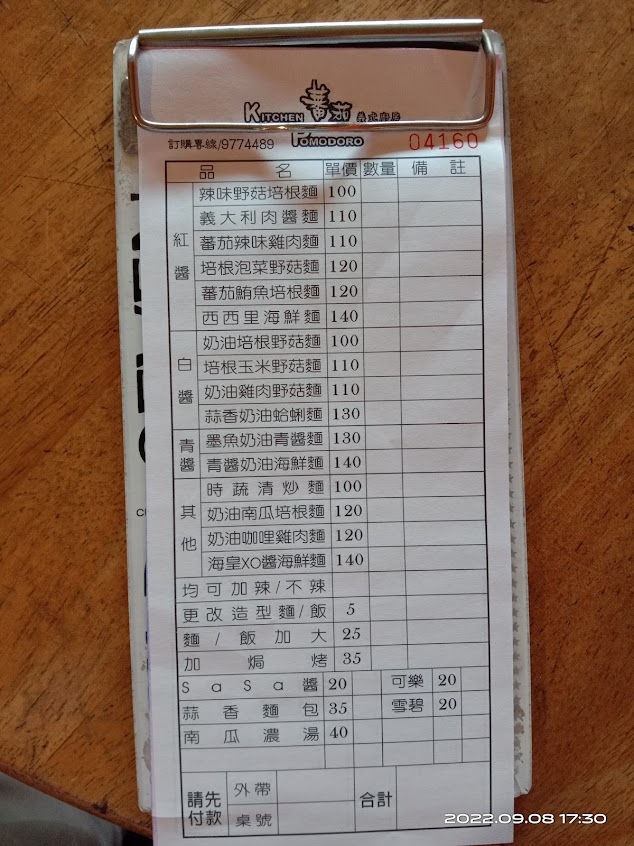 KITCHEN 蕃茄 義式廚房
POMODORO
訂購專線/9774489
04160
品名 單價 數量 備註
紅醬
辣味野菇培根麵 100
義大利肉醬麵 110
蕃茄辣味雞肉麵 110
培根泡菜野菇麵 120
蕃茄鮪魚培根麵 120
西西里海鮮麵 140
白醬
奶油培根野菇麵 100
培根玉米野菇麵 110
奶油雞肉野菇麵 110
蒜香奶油蛤蜊麵 130
青醬
墨魚奶油青醬麵 130
青醬奶油海鮮麵 140
其他
時蔬清炒麵 100
奶油南瓜培根麵 120
奶油咖哩雞肉麵 120
海皇XO醬海鮮麵 140
均可加辣/不辣
更改造型麵/飯 5
麵/飯加大 25
加焗烤 35
SaSa醬 20 可樂 20
蒜香麵包 35 雪碧 20
南瓜濃湯 40
請先付款 外帶 合計
桌號
2022.09.08 17:30